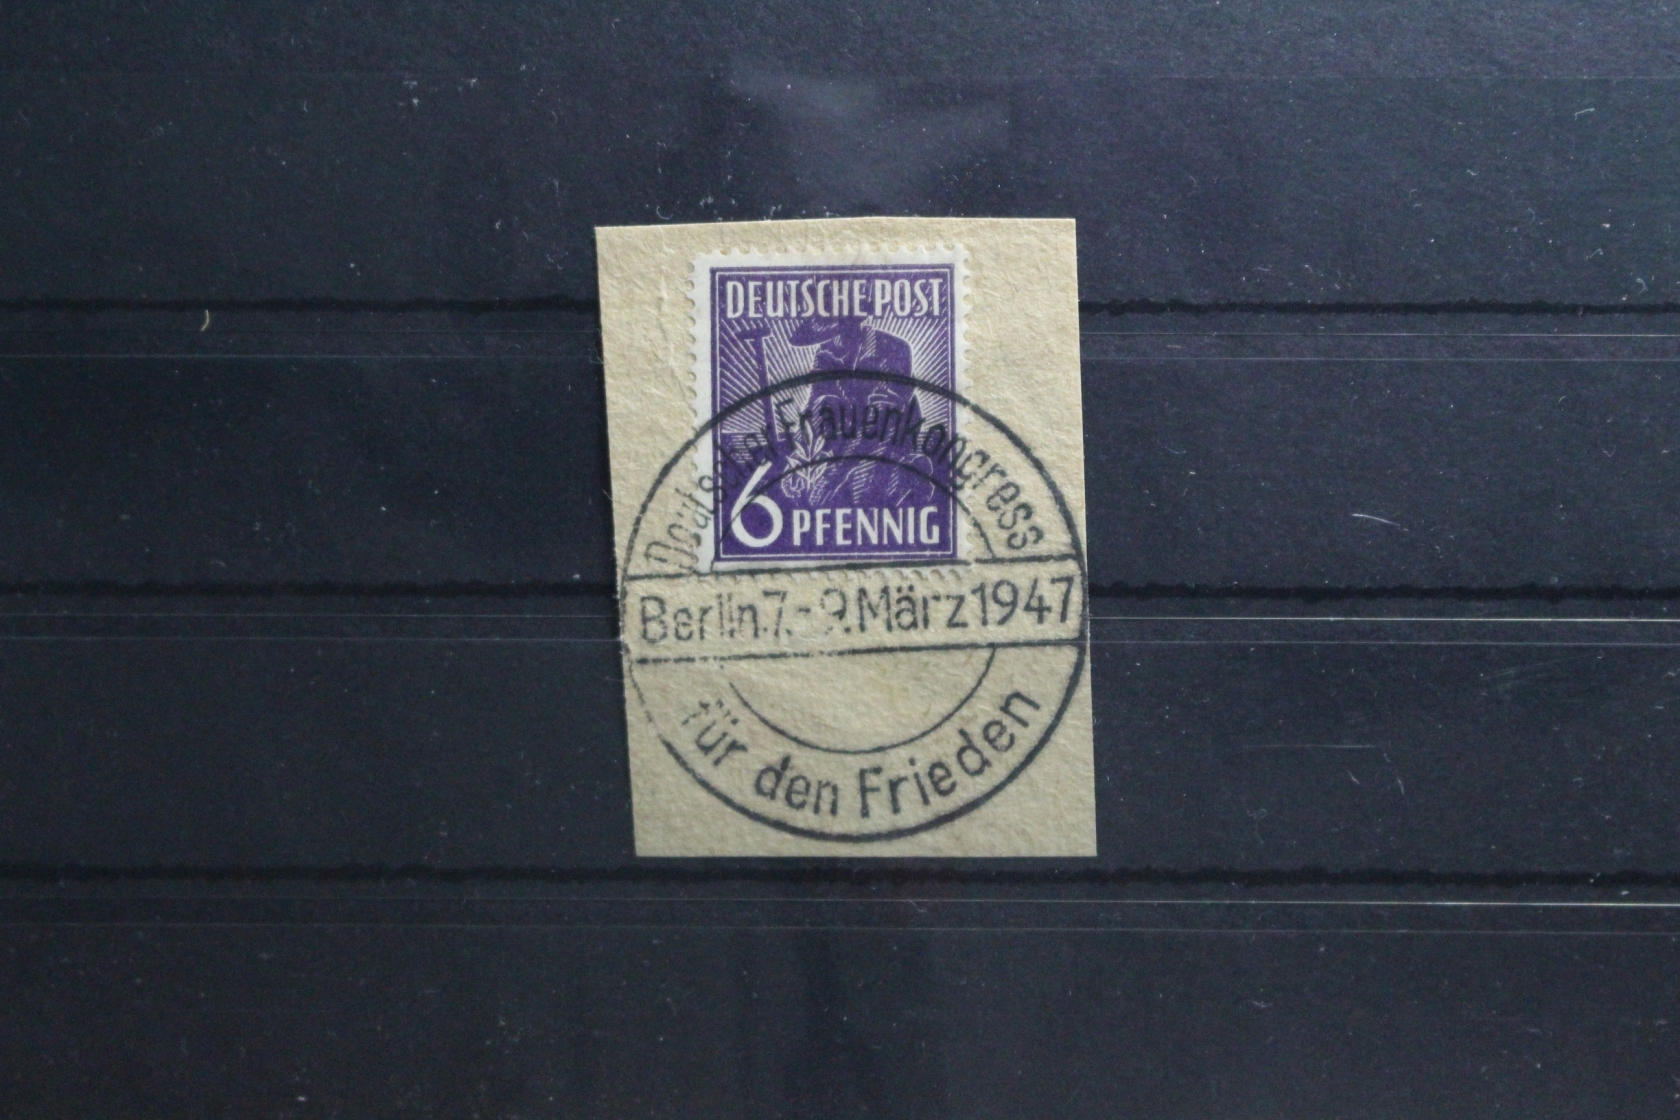 DEUTSCHE POST
6 PFENNIG
Deutscher Frauenkongress
Berlin 7.-9. März 1947
für den Frieden